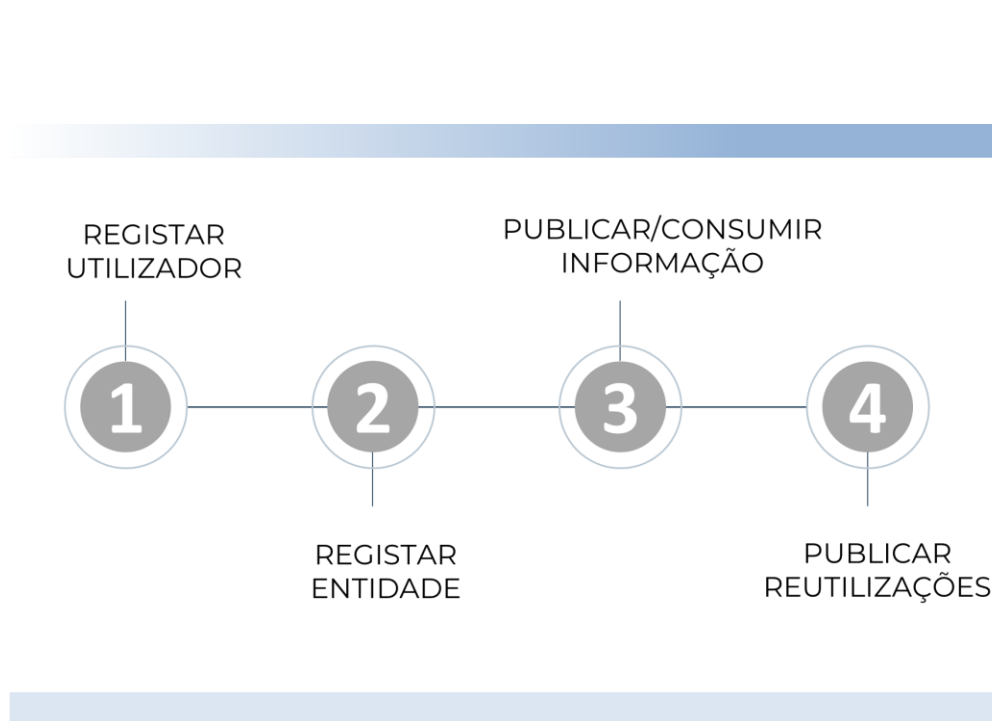 REGISTAR
UTILIZADOR
PUBLICAR/CONSUMIR
INFORMAÇÃO
1
2
3
4
REGISTAR
ENTIDADE
PUBLICAR
REUTILIZAÇÕES